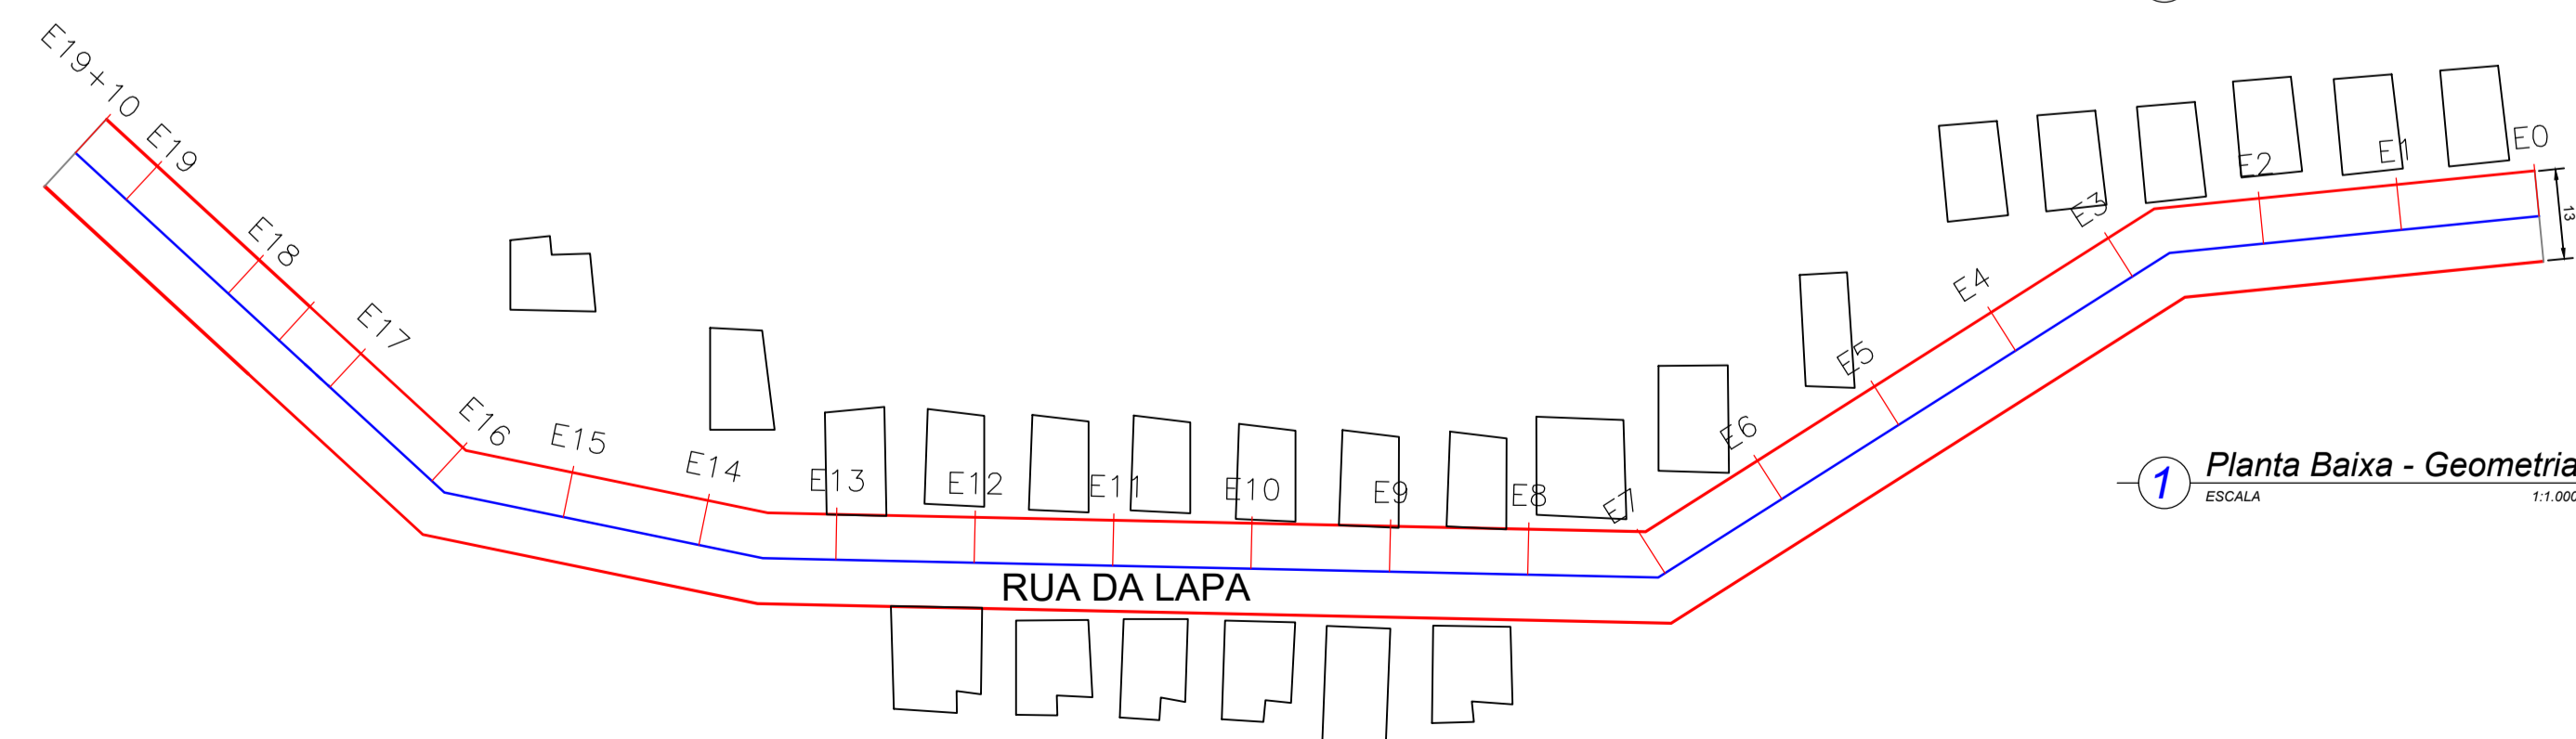 E19+10
E19
E18
E17
E16
E15
E14
E13
E12
E11
E10
E9
E8
E7
E6
E5
E4
E3
E2
E1
E0
13
RUA DA LAPA
1 Planta Baixa - Geometria
ESCALA 1:1.000